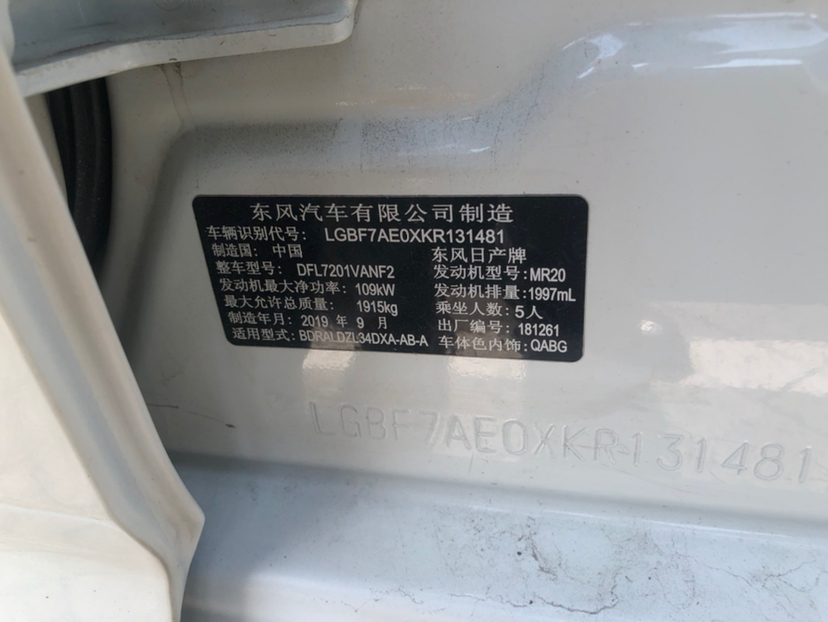 东风汽车有限公司制造
车辆识别代号: LGBF7AE0XKR131481
制造国: 中国 东风日产牌
整车型号: DFL7201VANF2 发动机型号: MR20
发动机最大净功率: 109kW 发动机排量: 1997mL
最大允许总质量: 1915kg 乘坐人数: 5人
制造年月: 2019 年 9 月 出厂编号: 181261
适用型号: BDRALDZL34DXA-AB-A 车体色内饰: QABG
LGBF7AE0XKR131481